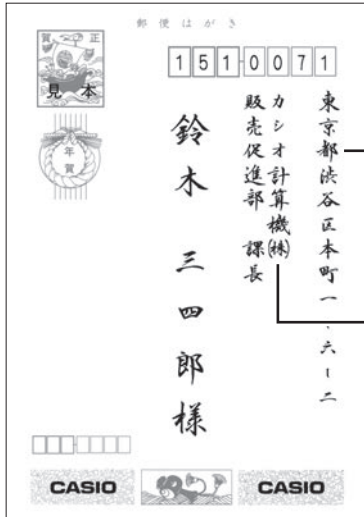 郵便はがき
賀正
見本
年賀
1510071
東京都渋谷区本町一、六ー二
カシオ計算機(株)
販売促進部 課長
鈴木 三四郎様
CASIO
CASIO